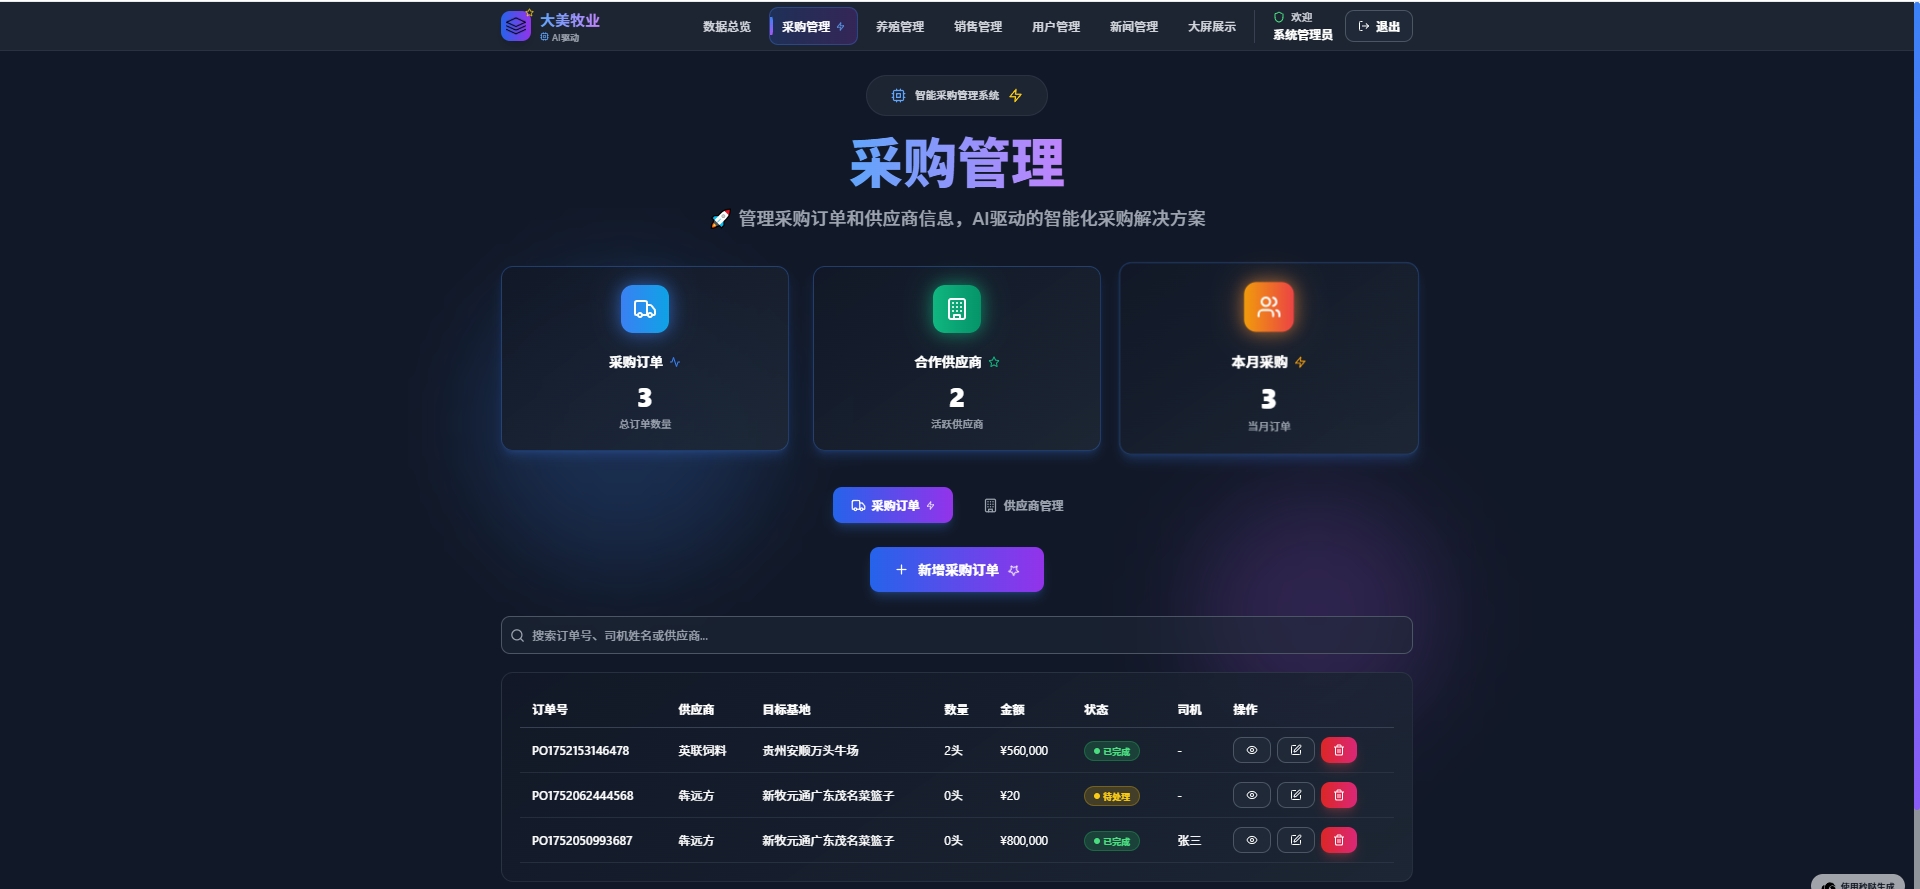 大美牧业
AI驱动
数据总览
采购管理
养殖管理
销售管理
用户管理
新闻管理
大屏展示
欢迎
系统管理员
退出
智能采购管理系统
采购管理
管理采购订单和供应商信息，AI驱动的智能化采购解决方案
采购订单
3
总订单数量
合作供应商
2
活跃供应商
本月采购
3
当月订单
采购订单
供应商管理
新增采购订单
搜索订单号、司机姓名或供应商...
订单号 供应商 目标基地 数量 金额 状态 司机 操作
PO1752153146478 英联饲料 贵州安顺万头牛场 2头 ¥560,000 已完成 -
PO1752062444568 犇远方 新牧元通广东茂名菜篮子 0头 ¥20 待处理 -
PO1752050993687 犇远方 新牧元通广东茂名菜篮子 0头 ¥800,000 已完成 张三
使用秒哒生成